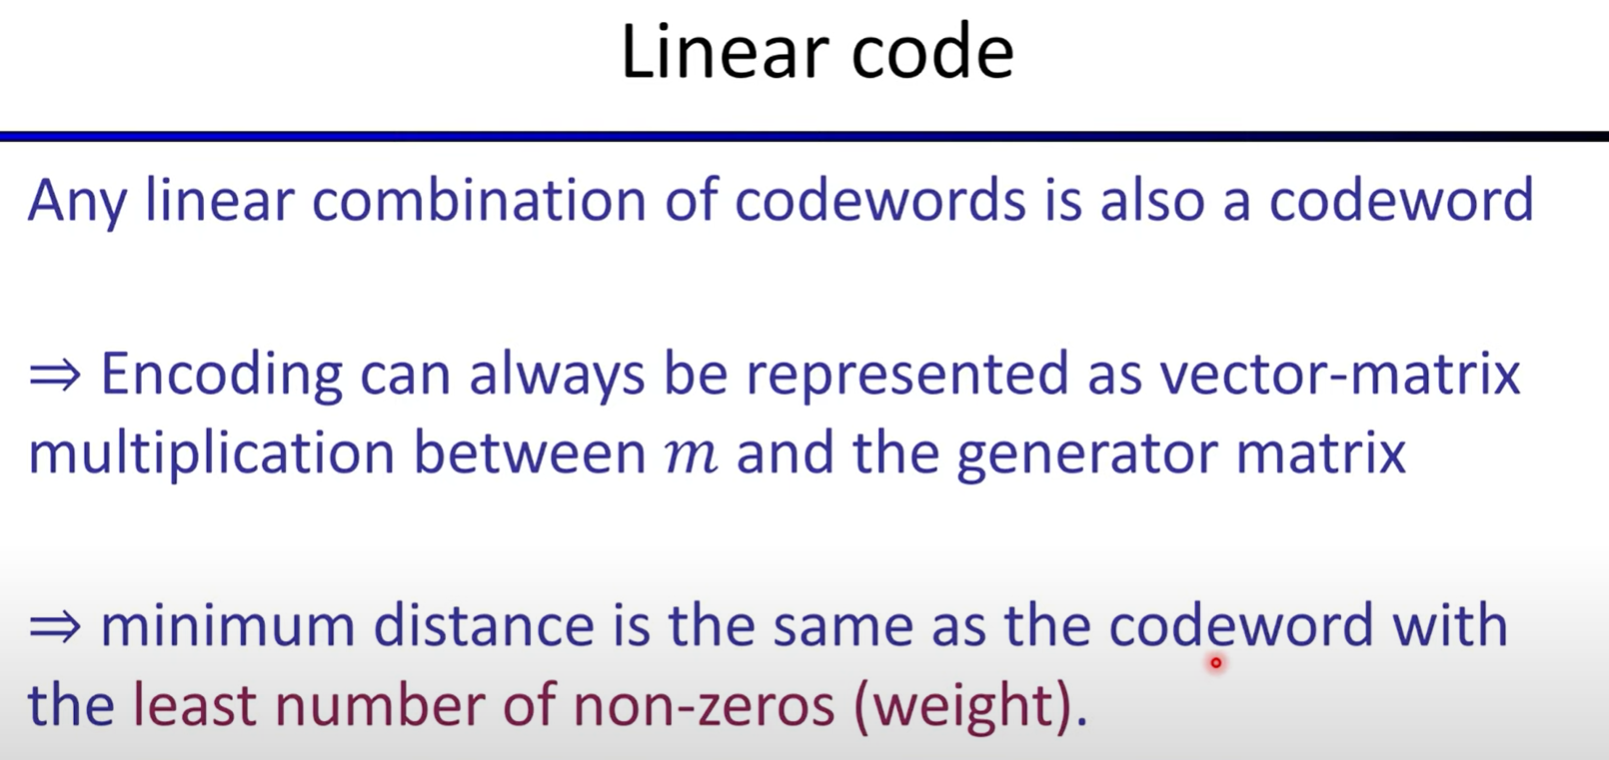 Linear code
Any linear combination of codewords is also a codeword
⇒ Encoding can always be represented as vector-matrix
multiplication between m and the generator matrix
⇒ minimum distance is the same as the codeword with
the least number of non-zeros (weight).